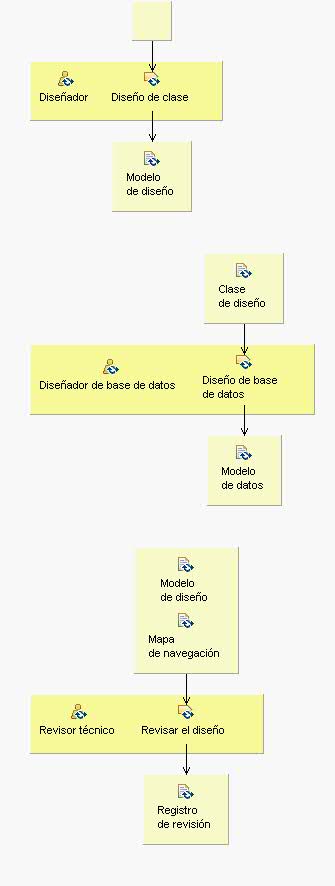 Diseñador
Diseño de clase
Modelo
de diseño
Clase
de diseño
Diseñador de base de datos
Diseño de base
de datos
Modelo
de datos
Modelo
de diseño
Mapa
de navegación
Revisor técnico
Revisar el diseño
Registro
de revisión